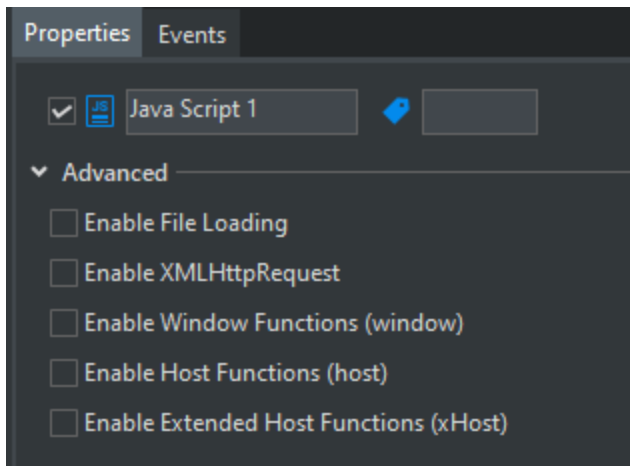 Properties Events
JS Java Script 1
Advanced
Enable File Loading
Enable XMLHttpRequest
Enable Window Functions (window)
Enable Host Functions (host)
Enable Extended Host Functions (xHost)